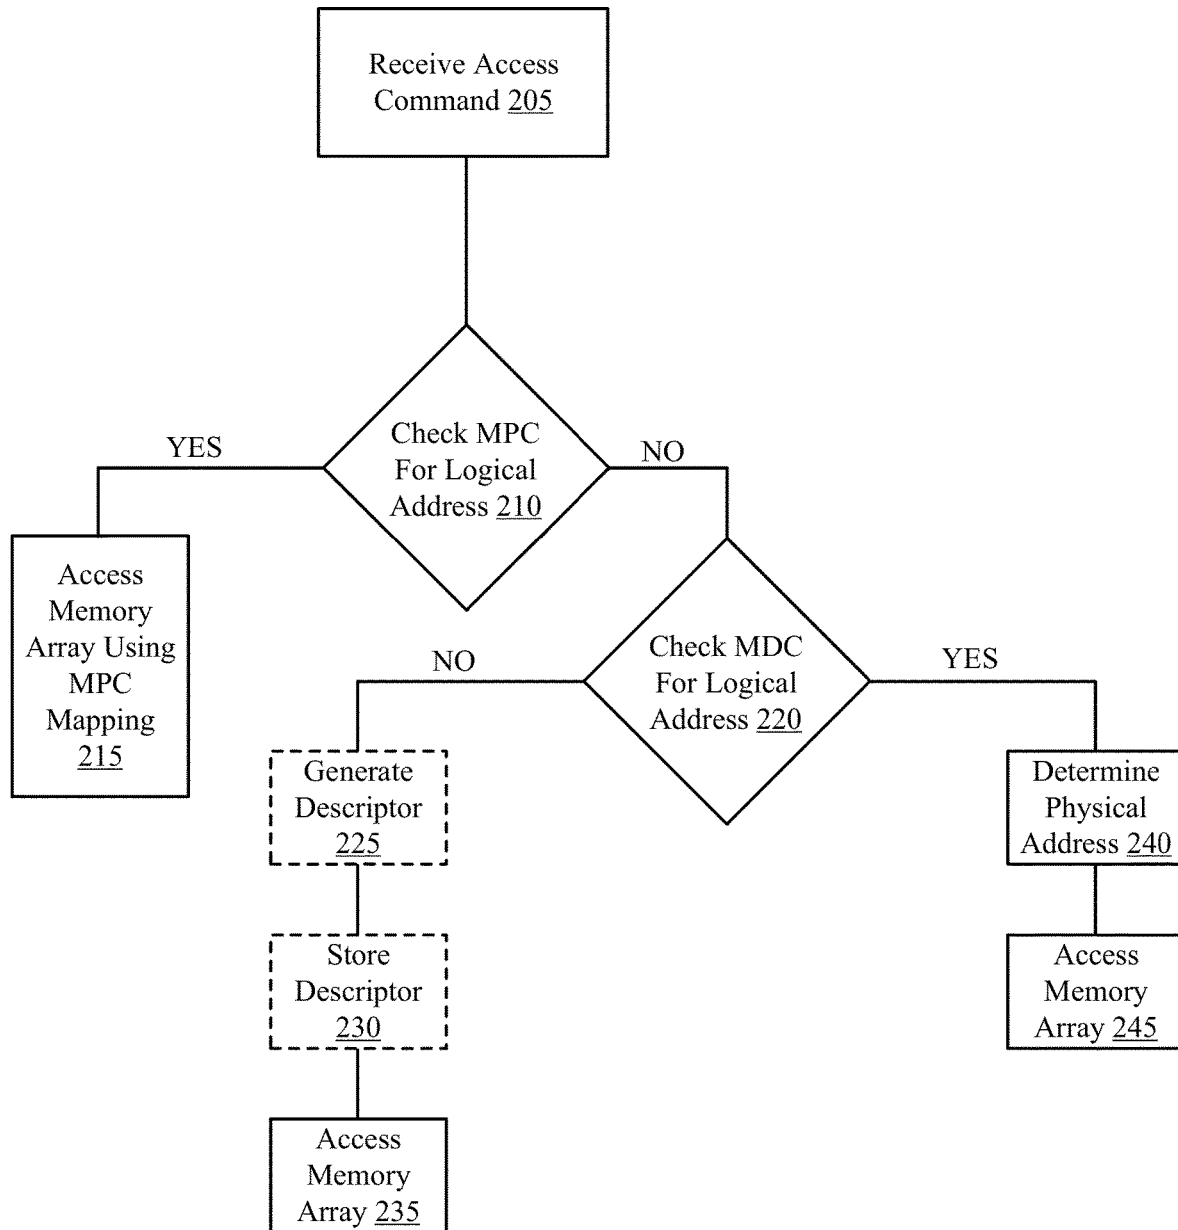 Receive Access
Command 205
YES
Check MPC
For Logical
Address 210
NO
Access
Memory
Array Using
MPC
Mapping
215
NO
Check MDC
For Logical
Address 220
YES
Generate
Descriptor
225
Determine
Physical
Address 240
Store
Descriptor
230
Access
Memory
Array 245
Access
Memory
Array 235